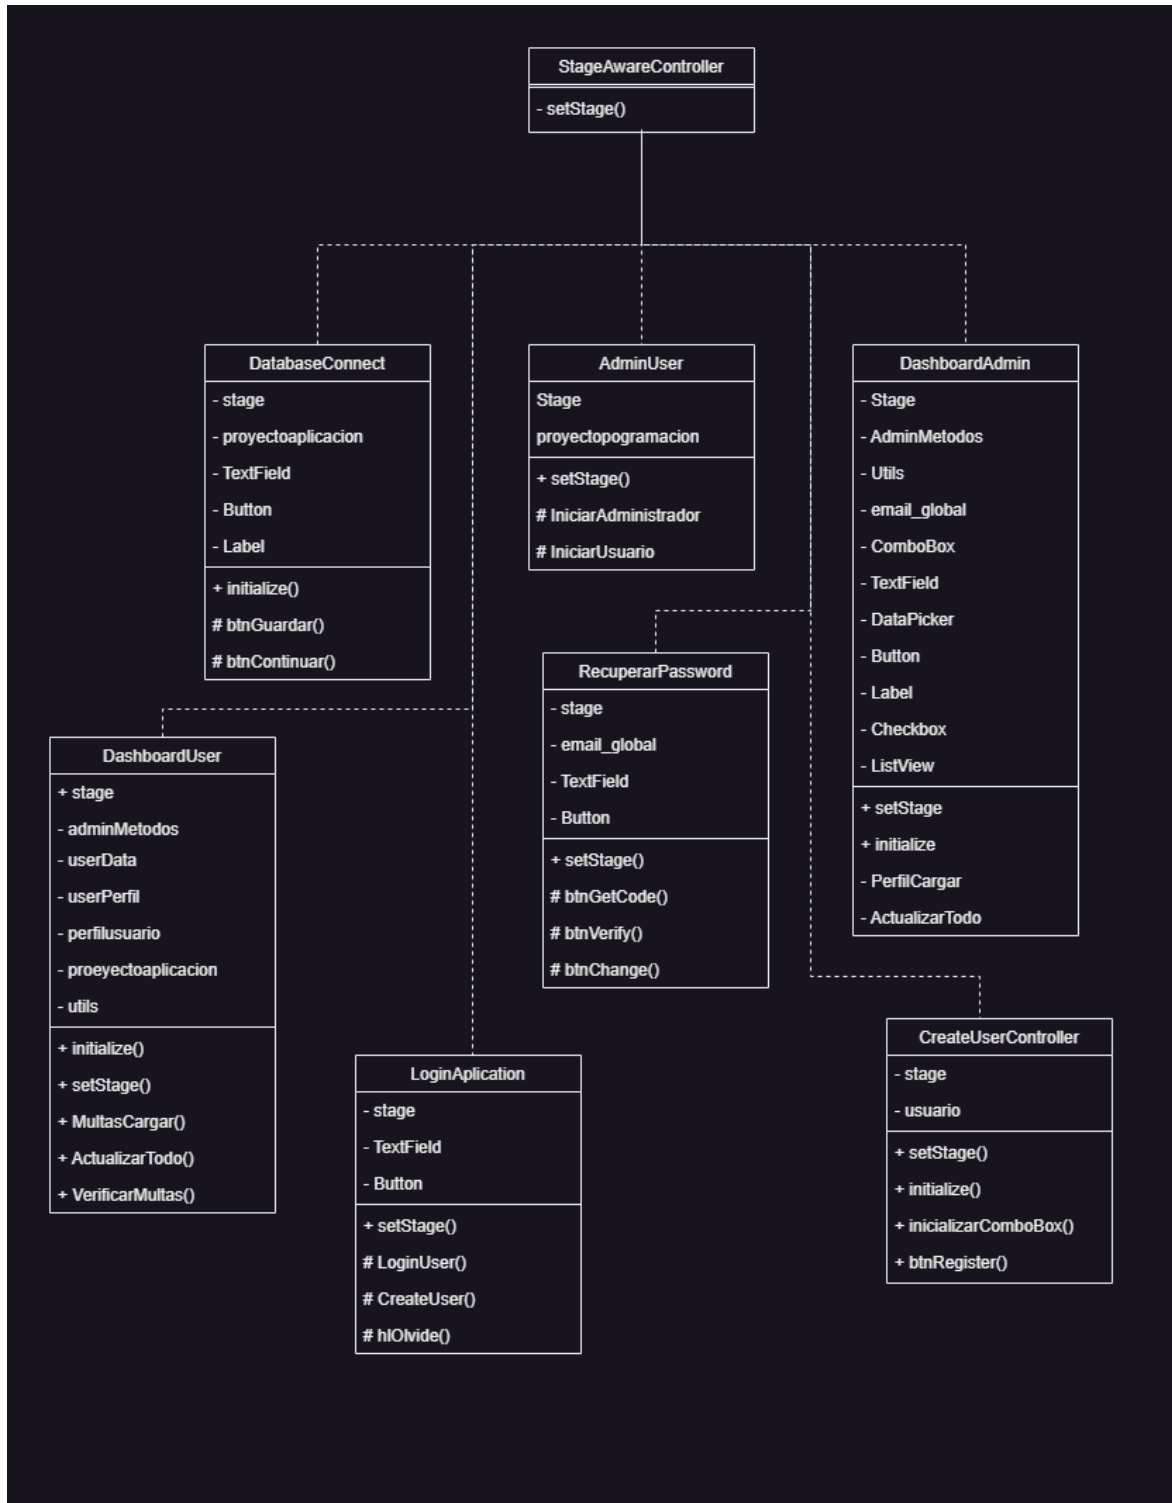 StageAwareController
- setStage()
DatabaseConnect
- stage
- proyectoaplicacion
- TextField
- Button
- Label
+ initialize()
# btnGuardar()
# btnContinuar()
AdminUser
Stage
proyectopogramacion
+ setStage()
# IniciarAdministrador
# IniciarUsuario
DashboardAdmin
- Stage
- AdminMetodos
- Utils
- email_global
- ComboBox
- TextField
- DataPicker
- Button
- Label
- Checkbox
- ListView
+ setStage
+ initialize
- PerfilCargar
- ActualizarTodo
RecuperarPassword
- stage
- email_global
- TextField
- Button
+ setStage()
# btnGetCode()
# btnVerify()
# btnChange()
DashboardUser
+ stage
- adminMetodos
- userData
- userPerfil
- perfilusuario
- proeyectoaplicacion
- utils
+ initialize()
+ setStage()
+ MultasCargar()
+ ActualizarTodo()
+ VerificarMultas()
LoginAplication
- stage
- TextField
- Button
+ setStage()
# LoginUser()
# CreateUser()
# hlOlvide()
CreateUserController
- stage
- usuario
+ setStage()
+ initialize()
+ inicializarComboBox()
+ btnRegister()